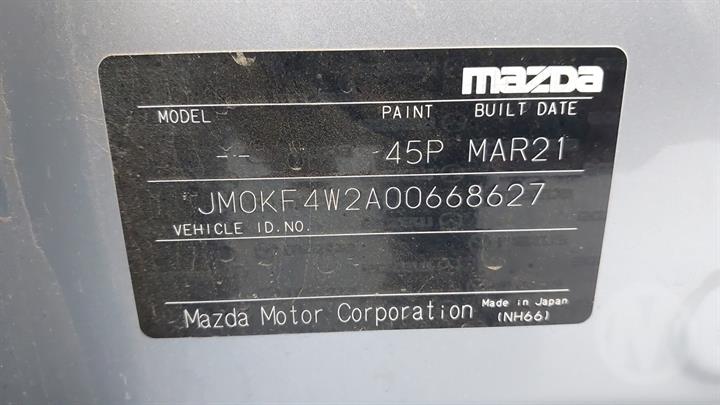 mazda
MODEL PAINT BUILT DATE
-- 45P MAR21
JM0KF4W2A00668627
VEHICLE ID.NO.
Mazda Motor Corporation Made in Japan
(NH66)